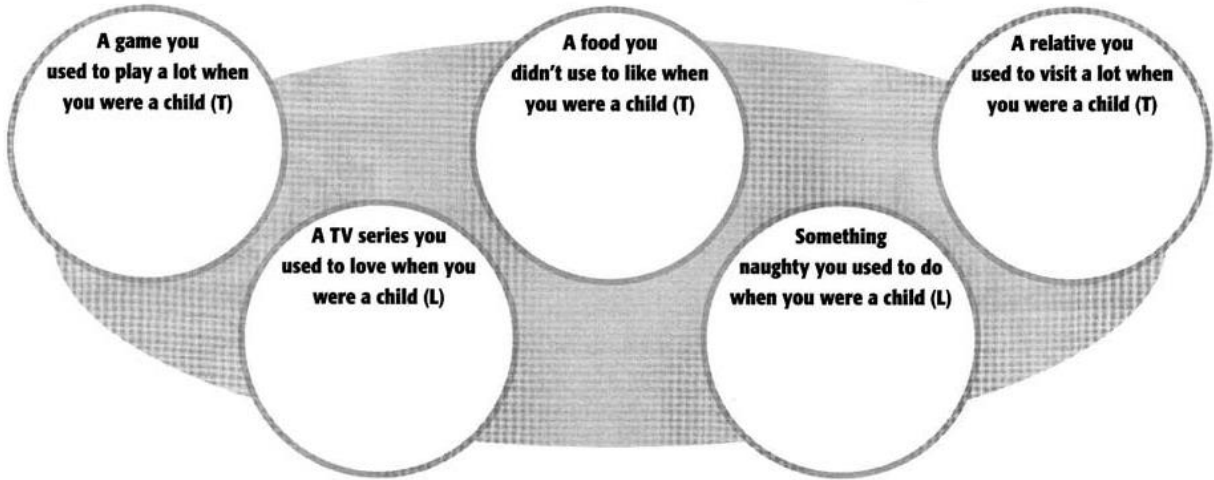 A game you
used to play a lot when
you were a child (T)
A food you
didn't use to like when
you were a child (T)
A relative you
used to visit a lot when
you were a child (T)
A TV series you
used to love when you
were a child (L)
Something
naughty you used to do
when you were a child (L)